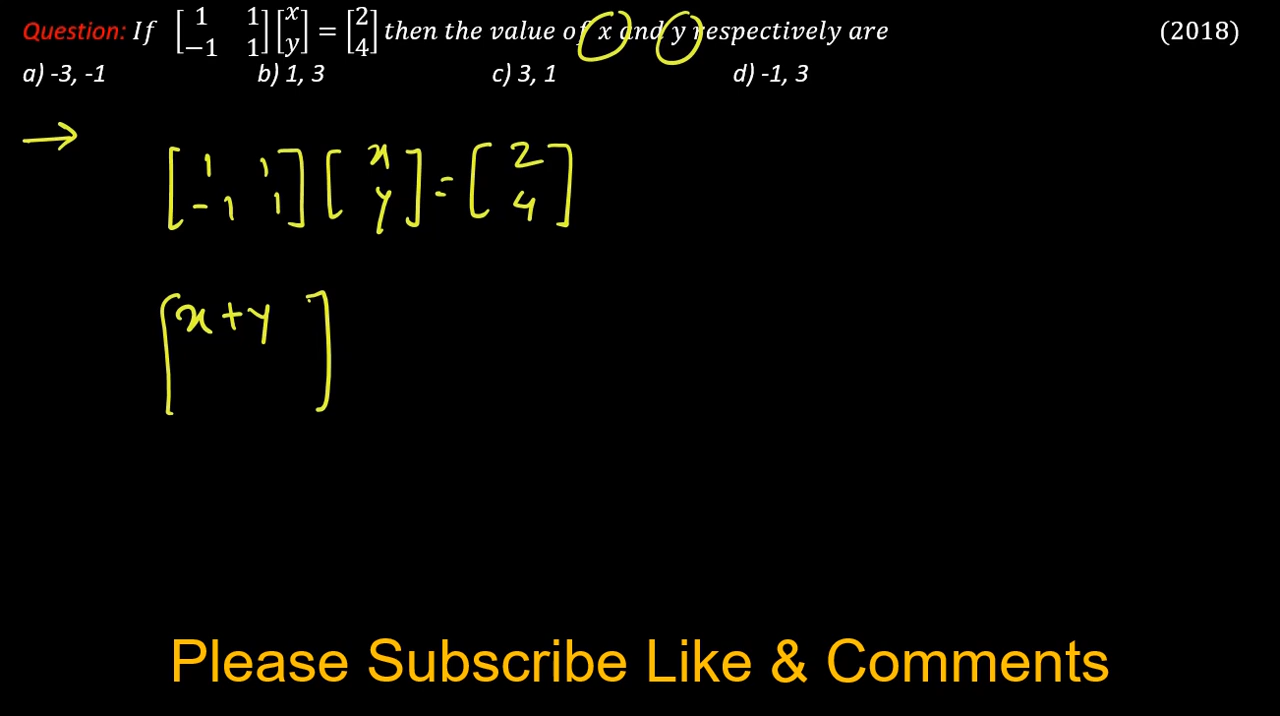 Question: If [1 1 -1 1][x y] = [2 4] then the value of x and y respectively are (2018)
a) -3, -1 b) 1, 3 c) 3, 1 d) -1, 3
→ [1 1 -1 1][x y] = [2 4]
[x + y ]
Please Subscribe Like & Comments